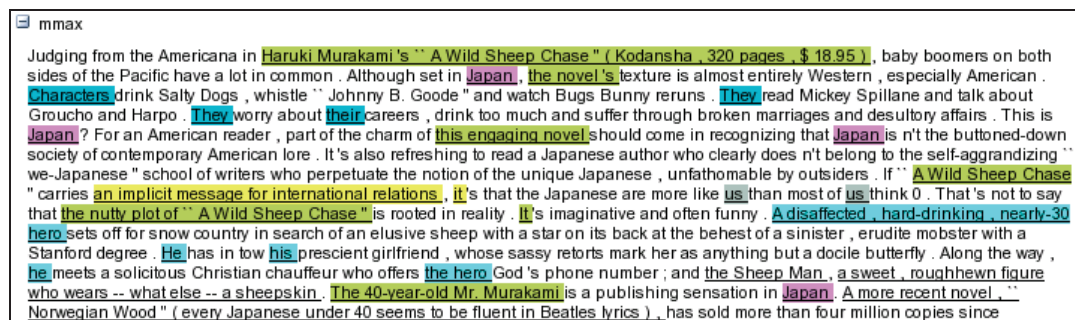 mmax
Judging from the Americana in Haruki Murakami 's `` A Wild Sheep Chase '' ( Kodansha , 320 pages , $ 18.95 ) , baby boomers on both
sides of the Pacific have a lot in common . Although set in Japan , the novel 's texture is almost entirely Western , especially American .
Characters drink Salty Dogs , whistle `` Johnny B. Goode '' and watch Bugs Bunny reruns . They read Mickey Spillane and talk about
Groucho and Harpo . They worry about their careers , drink too much and suffer through broken marriages and desultory affairs . This is
Japan ? For an American reader , part of the charm of this engaging novel should come in recognizing that Japan is n't the buttoned-down
society of contemporary American lore . It 's also refreshing to read a Japanese author who clearly does n't belong to the self-aggrandizing ``
we-Japanese '' school of writers who perpetuate the notion of the unique Japanese , unfathomable by outsiders . If `` A Wild Sheep Chase
'' carries an implicit message for international relations , it 's that the Japanese are more like us than most of us think 0 . That 's not to say
that the nutty plot of `` A Wild Sheep Chase '' is rooted in reality . It 's imaginative and often funny . A disaffected , hard-drinking , nearly-30
hero sets off for snow country in search of an elusive sheep with a star on its back at the behest of a sinister , erudite mobster with a
Stanford degree . He has in tow his prescient girlfriend , whose sassy retorts mark her as anything but a docile butterfly . Along the way ,
he meets a solicitous Christian chauffeur who offers the hero God 's phone number ; and the Sheep Man , a sweet , roughhewn figure
who wears -- what else -- a sheepskin . The 40-year-old Mr. Murakami is a publishing sensation in Japan . A more recent novel , ``
Norwegian Wood '' ( every Japanese under 40 seems to be fluent in Beatles lyrics ) , has sold more than four million copies since